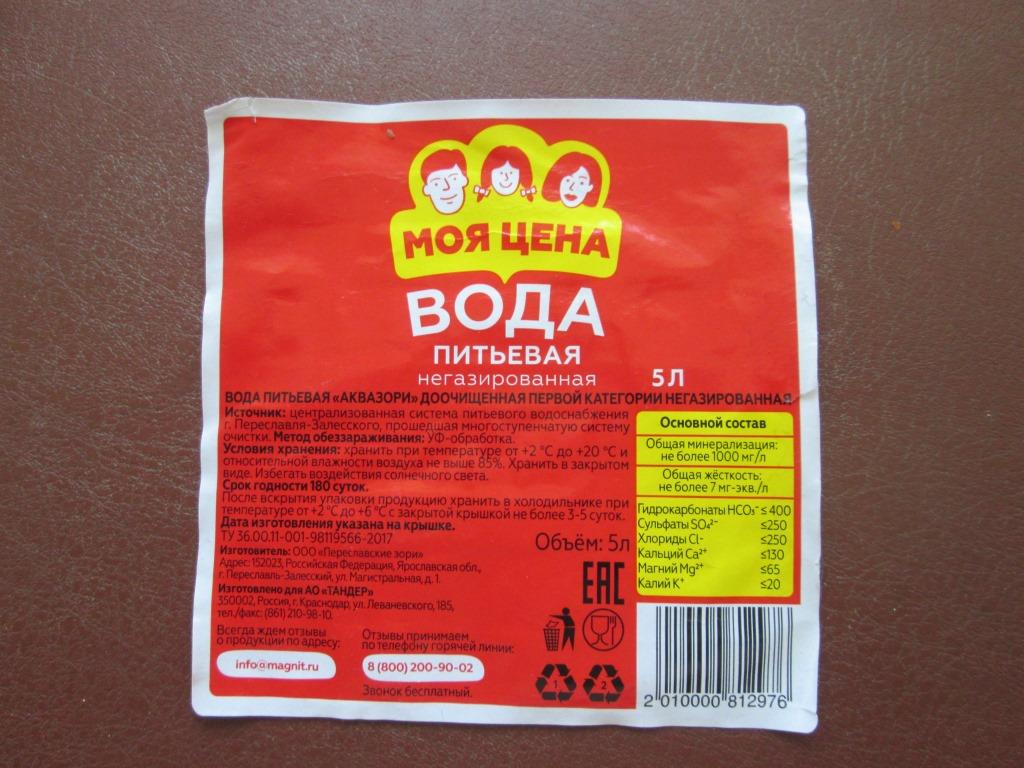 МОЯ ЦЕНА
ВОДА
ПИТЬЕВАЯ
негазированная
5 Л
ВОДА ПИТЬЕВАЯ «АКВАЗОРИ» ДООЧИЩЕННАЯ ПЕРВОЙ КАТЕГОРИИ НЕГАЗИРОВАННАЯ
Источник: централизованная система питьевого водоснабжения
г. Переславля-Залесского, прошедшая многоступенчатую систему
очистки. Метод обеззараживания: УФ-обработка.
Условия хранения: хранить при температуре от +2 °С до +20 °С и
относительной влажности воздуха не выше 85%. Хранить в закрытом
виде. Избегать воздействия солнечного света.
Срок годности 180 суток.
После вскрытия упаковки продукцию хранить в холодильнике при
температуре от +2 °С до +6 °С с закрытой крышкой не более 3-5 суток.
Дата изготовления указана на крышке.
ТУ 36.00.11-001-98119566-2017
Изготовитель: ООО «Переславские зори»
Адрес: 152023, Российская Федерация, Ярославская обл.,
г. Переславль-Залесский, ул. Магистральная, д. 1.
Изготовлено для АО «ТАНДЕР»
350002, Россия, г. Краснодар, ул. Леваневского, 185,
тел./факс: (861) 210-98-10.
Всегда ждем отзывы
о продукции по адресу:
info@magnit.ru
Отзывы принимаем
по телефону горячей линии:
8 (800) 200-90-02
Звонок бесплатный.
Объём: 5л
EAC
1
2
Основной состав
Общая минерализация:
не более 1000 мг/л
Общая жёсткость:
не более 7 мг-экв./л
Гидрокарбонаты HCO₃⁻ ≤ 400
Сульфаты SO₄²⁻ ≤250
Хлориды Cl- ≤250
Кальций Ca²⁺ ≤130
Магний Mg²⁺ ≤65
Калий K⁺ ≤20
2 010000 812976